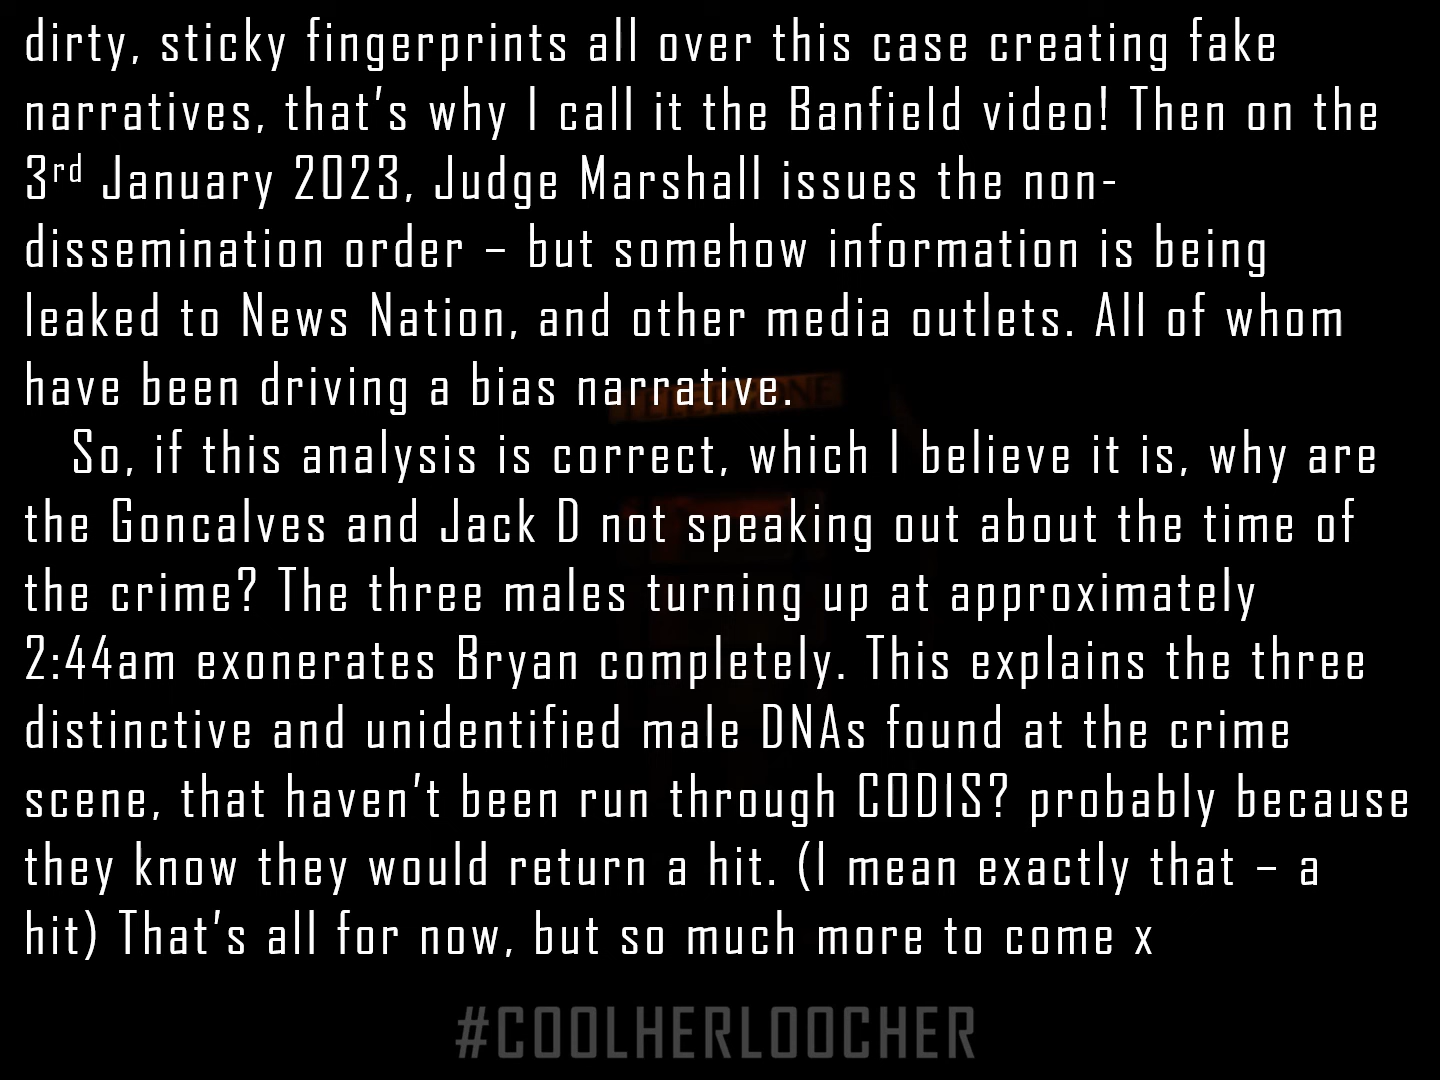 dirty, sticky fingerprints all over this case creating fake
narratives, that's why I call it the Banfield video! Then on the
3rd January 2023, Judge Marshall issues the non-
dissemination order – but somehow information is being
leaked to News Nation, and other media outlets. All of whom
have been driving a bias narrative.
So, if this analysis is correct, which I believe it is, why are
the Goncalves and Jack D not speaking out about the time of
the crime? The three males turning up at approximately
2:44am exonerates Bryan completely. This explains the three
distinctive and unidentified male DNAs found at the crime
scene, that haven't been run through CODIS? probably because
they know they would return a hit. (I mean exactly that – a
hit) That's all for now, but so much more to come x
#COOLHERLOOCHER